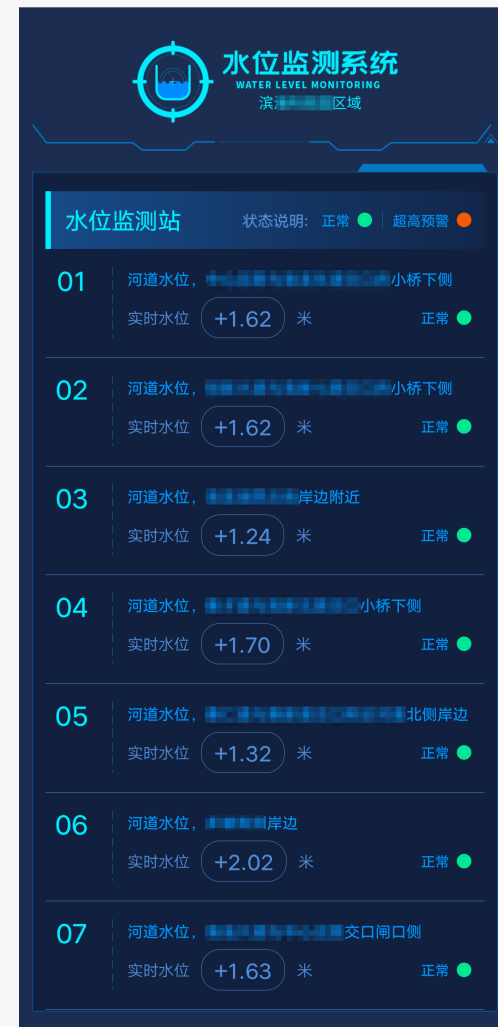 水位监测系统
WATER LEVEL MONITORING
滨 区域
水位监测站 状态说明: 正常 超高预警
01 河道水位, 小桥下侧
实时水位 +1.62 米 正常
02 河道水位, 小桥下侧
实时水位 +1.62 米 正常
03 河道水位, 岸边附近
实时水位 +1.24 米 正常
04 河道水位, 小桥下侧
实时水位 +1.70 米 正常
05 河道水位, 北侧岸边
实时水位 +1.32 米 正常
06 河道水位, 岸边
实时水位 +2.02 米 正常
07 河道水位, 交口闸口侧
实时水位 +1.63 米 正常